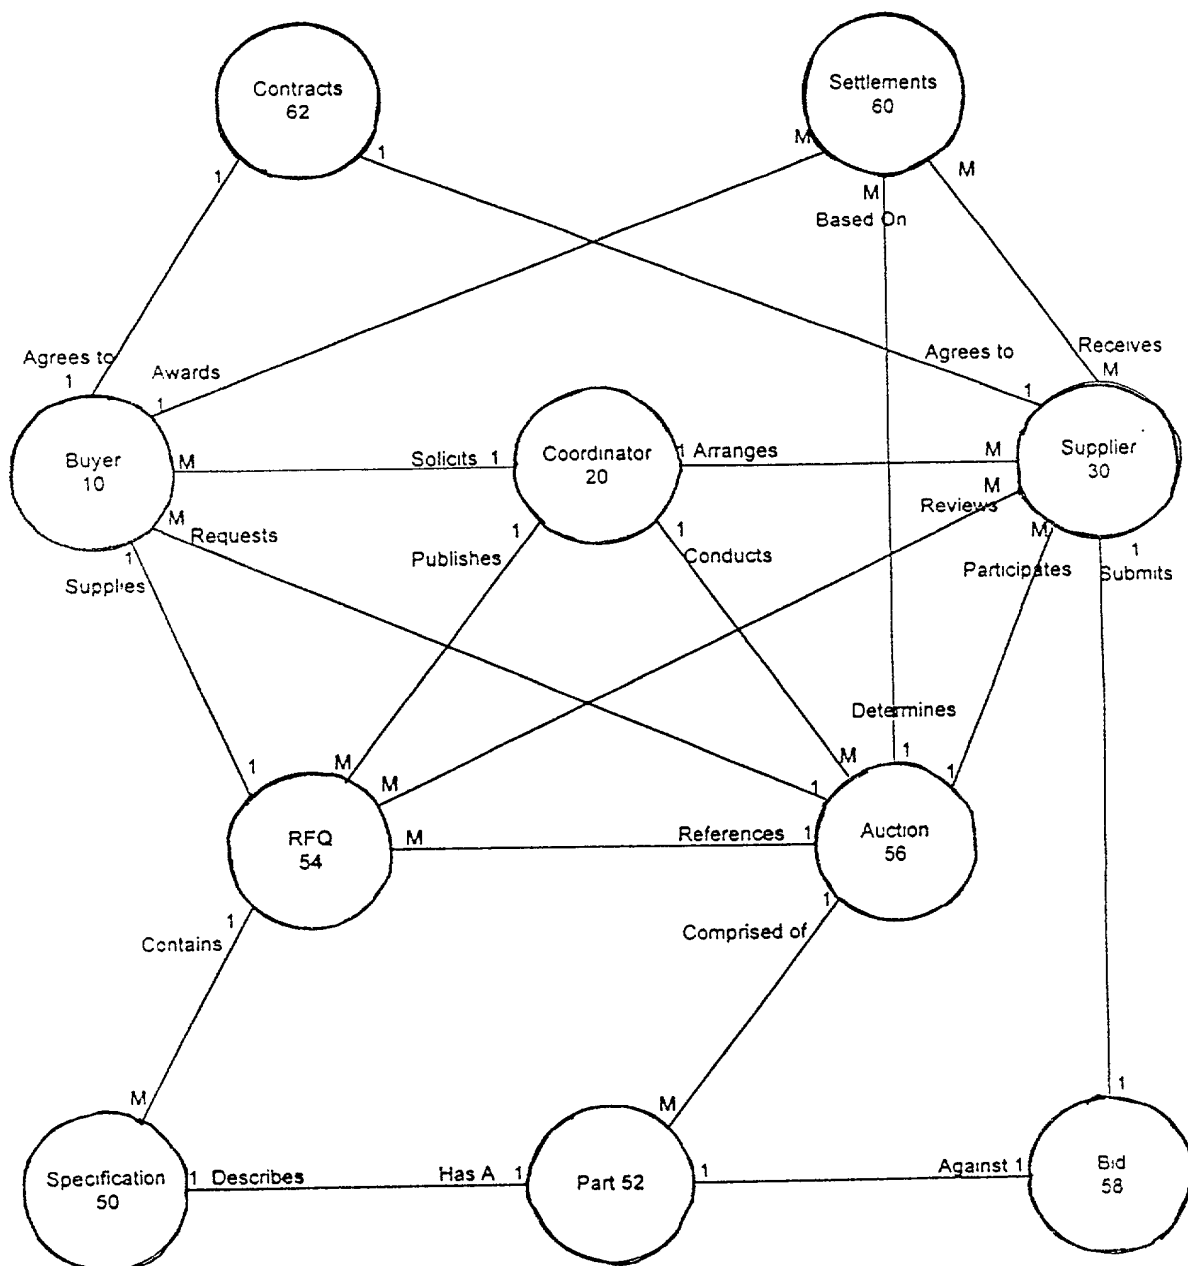 Contracts
62
Settlements
60
1
1
M
M
M
Based On
Agrees to
1
Awards
1
Agrees to
1
Receives
M
Buyer
10
M
Solicits 1
Coordinator
20
1 Arranges
M
Supplier
30
M
Requests
1
Supplies
Publishes
1
1
Conducts
Reviews
M
M
Participates
1
Submits
Determines
1
M
M
M
1
1
1
RFQ
54
M
References 1
Auction
56
1
Contains
Comprised of
1
M
M
1
Specification
50
1 Describes
Has A 1
Part 52
1
Against 1
Bid
58